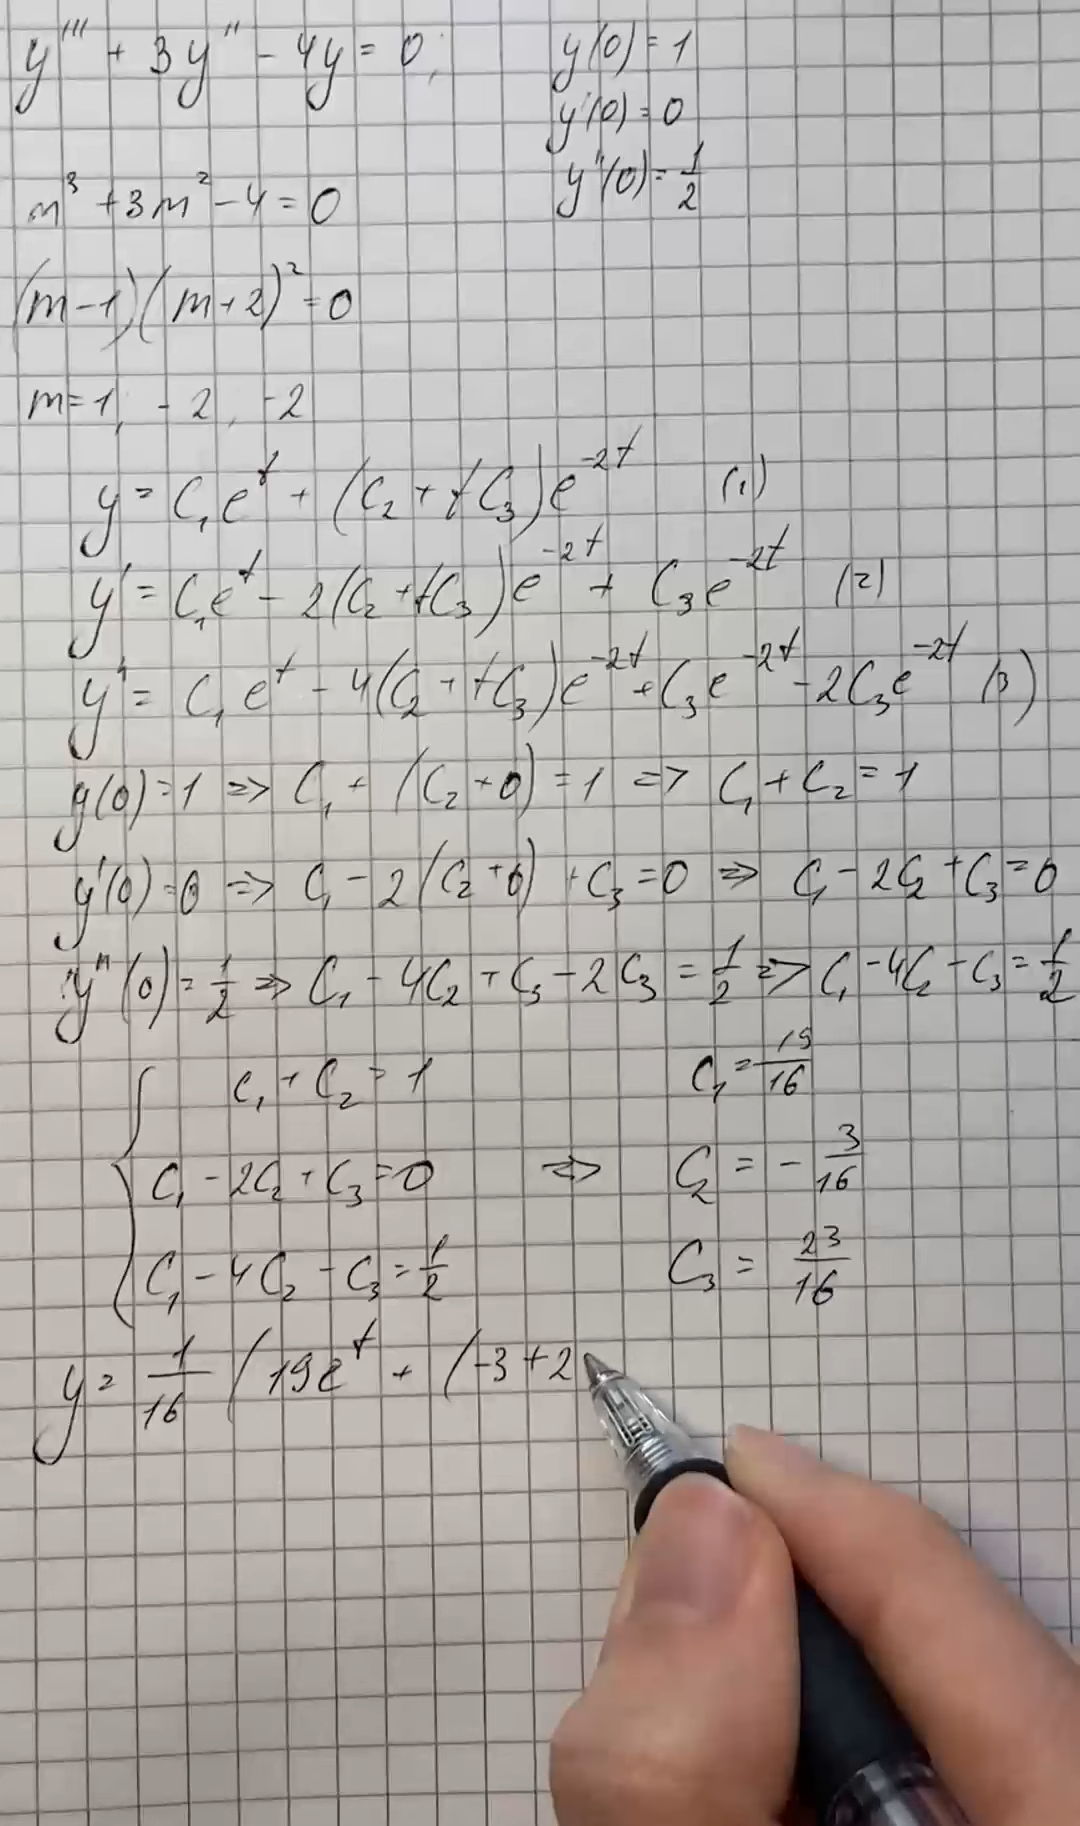 y''' + 3y'' - 4y = 0; y(0) = 1
y'(0) = 0
y''(0) = 1/2
m³ + 3m² - 4 = 0
(m - 1)(m + 2)² = 0
m = 1, -2, -2
y = C₁e^t + (C₂ + tC₃)e^(-2t) (1)
y' = C₁e^t - 2(C₂ + tC₃)e^(-2t) + C₃e^(-2t) (2)
y'' = C₁e^t - 4(C₂ + tC₃)e^(-2t) + C₃e^(-2t) - 2C₃e^(-2t) (3)
y(0) = 1 => C₁ + (C₂ + 0) = 1 => C₁ + C₂ = 1
y'(0) = 0 => C₁ - 2(C₂ + 0) + C₃ = 0 => C₁ - 2C₂ + C₃ = 0
y''(0) = 1/2 => C₁ - 4C₂ + C₃ - 2C₃ = 1/2 => C₁ - 4C₂ - C₃ = 1/2
{ C₁ + C₂ = 1 C₁ = 19/16
C₁ - 2C₂ + C₃ = 0 => C₂ = - 3/16
C₁ - 4C₂ - C₃ = 1/2 C₃ = 23/16
y = 1/16 (19e^t + (-3 + 2